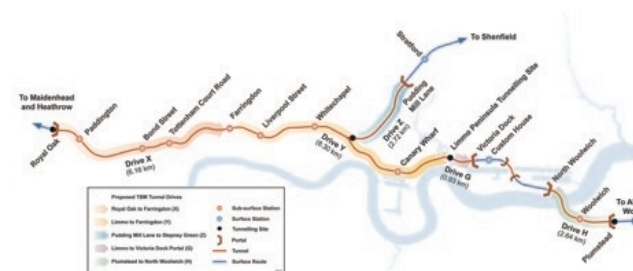 To Shenfield
Stratford
Pudding
Mill Lane
Drive Z
(2.72 km)
To Maidenhead
and Heathrow
Royal Oak
Paddington
Bond Street
Tottenham Court Road
Farringdon
Liverpool Street
Whitechapel
Drive X
(6.16 km)
Drive Y
(8.30 km)
Canary Wharf
Limmo Peninsula Tunnelling Site
Drive G
(0.93 km)
Victoria Dock
Custom House
North Woolwich
Woolwich
Drive H
(2.64 km)
Plumstead
Proposed TBM Tunnel Drives
Royal Oak to Farringdon (X)
Limmo to Farringdon (Y)
Pudding Mill Lane to Stepney Green (Z)
Limmo to Victoria Dock Portal (G)
Plumstead to North Woolwich (H)
Sub-surface Station
Surface Station
Tunnelling Site
Portal
Tunnel
Surface Route